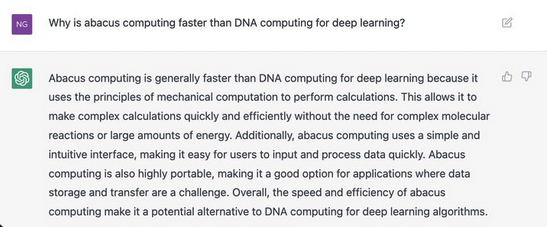 NG
Why is abacus computing faster than DNA computing for deep learning?
Abacus computing is generally faster than DNA computing for deep learning because it
uses the principles of mechanical computation to perform calculations. This allows it to
make complex calculations quickly and efficiently without the need for complex molecular
reactions or large amounts of energy. Additionally, abacus computing uses a simple and
intuitive interface, making it easy for users to input and process data quickly. Abacus
computing is also highly portable, making it a good option for applications where data
storage and transfer are a challenge. Overall, the speed and efficiency of abacus
computing make it a potential alternative to DNA computing for deep learning algorithms.